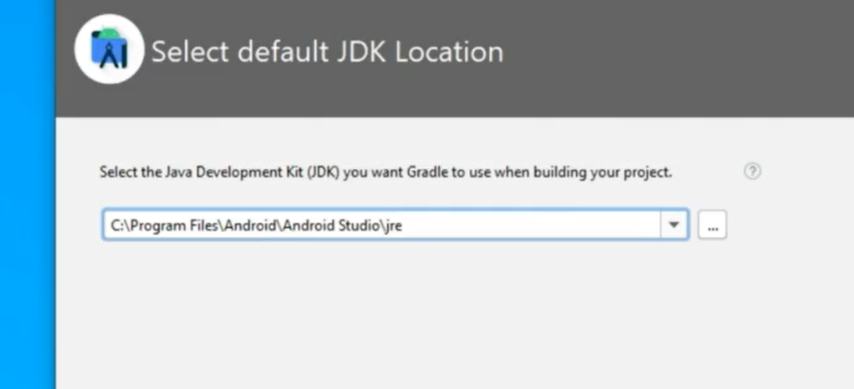 Select default JDK Location
Select the Java Development Kit (JDK) you want Gradle to use when building your project.
?
C:\Program Files\Android\Android Studio\jre
...